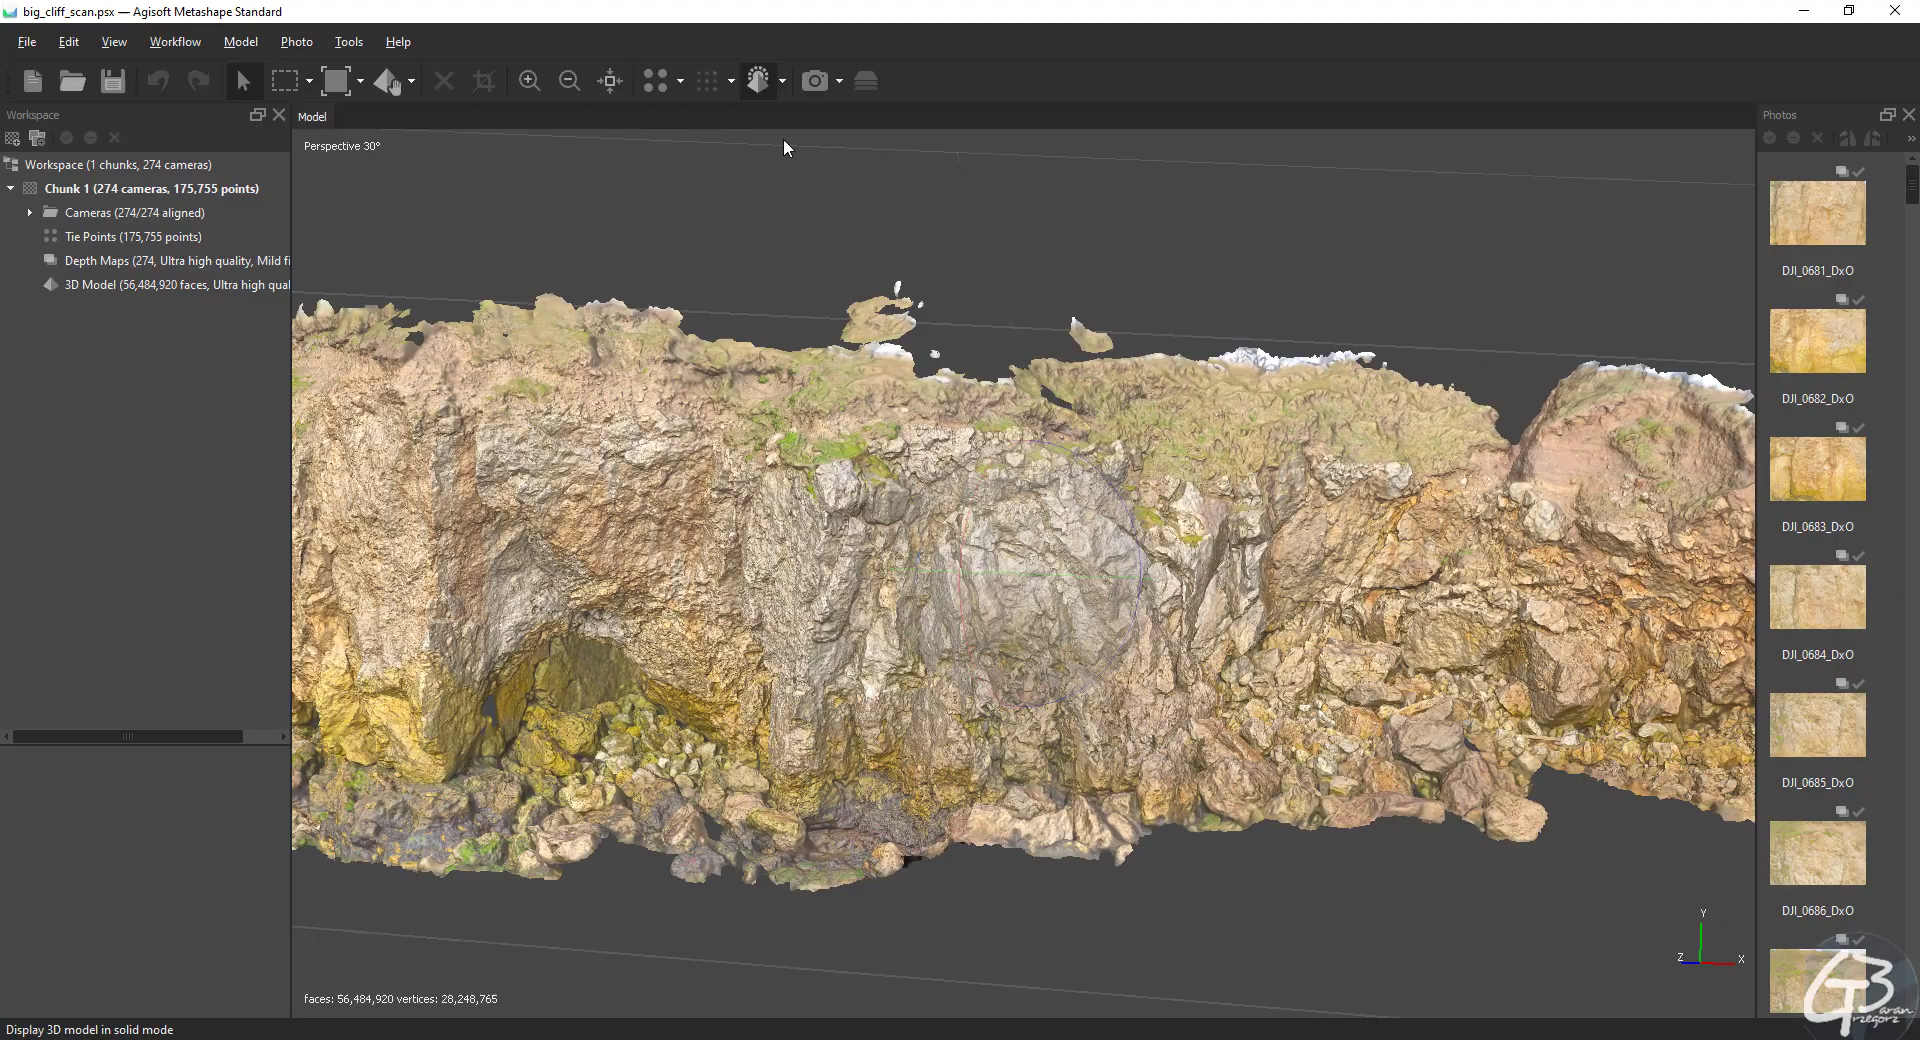 big_cliff_scan.psx — Agisoft Metashape Standard
File Edit View Workflow Model Photo Tools Help
Workspace
Model
Photos
Perspective 30°
Workspace (1 chunks, 274 cameras)
Chunk 1 (274 cameras, 175,755 points)
Cameras (274/274 aligned)
Tie Points (175,755 points)
Depth Maps (274, Ultra high quality, Mild fi
3D Model (56,484,920 faces, Ultra high qual
DJI_0681_DxO
DJI_0682_DxO
DJI_0683_DxO
DJI_0684_DxO
DJI_0685_DxO
DJI_0686_DxO
Y
Z
X
faces: 56,484,920 vertices: 28,248,765
Display 3D model in solid mode
GB
aran
rzegorz